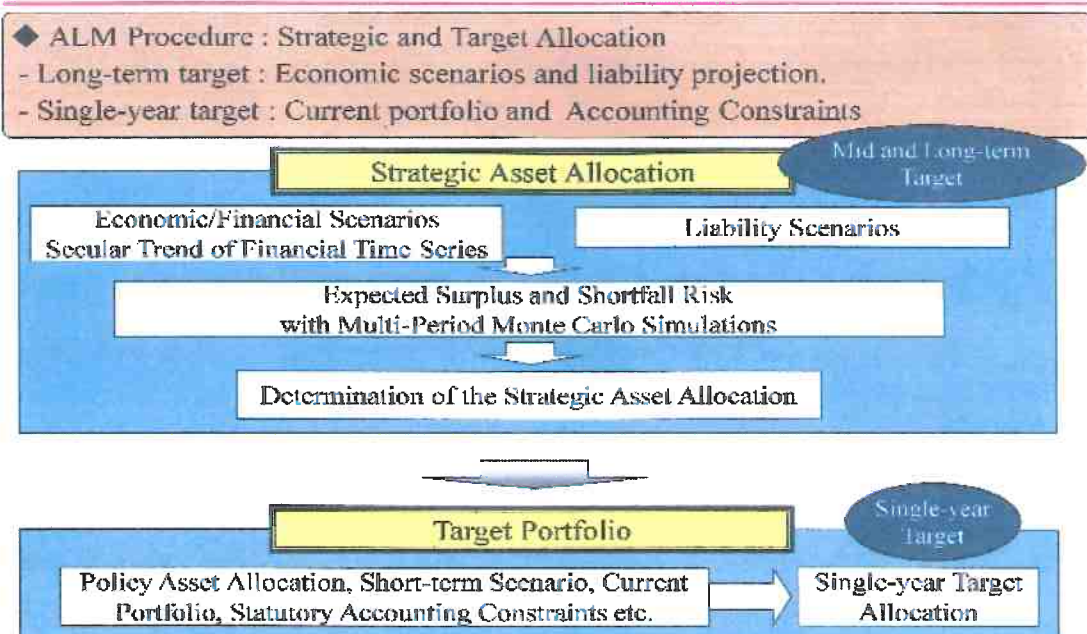 ◆ ALM Procedure : Strategic and Target Allocation
- Long-term target : Economic scenarios and liability projection.
- Single-year target : Current portfolio and Accounting Constraints
Mid and Long-term
Target
Strategic Asset Allocation
Economic/Financial Scenarios
Secular Trend of Financial Time Series
Liability Scenarios
Expected Surplus and Shortfall Risk
with Multi-Period Monte Carlo Simulations
Determination of the Strategic Asset Allocation
Single-year
Target
Target Portfolio
Policy Asset Allocation, Short-term Scenario, Current
Portfolio, Statutory Accounting Constraints etc.
Single-year Target
Allocation